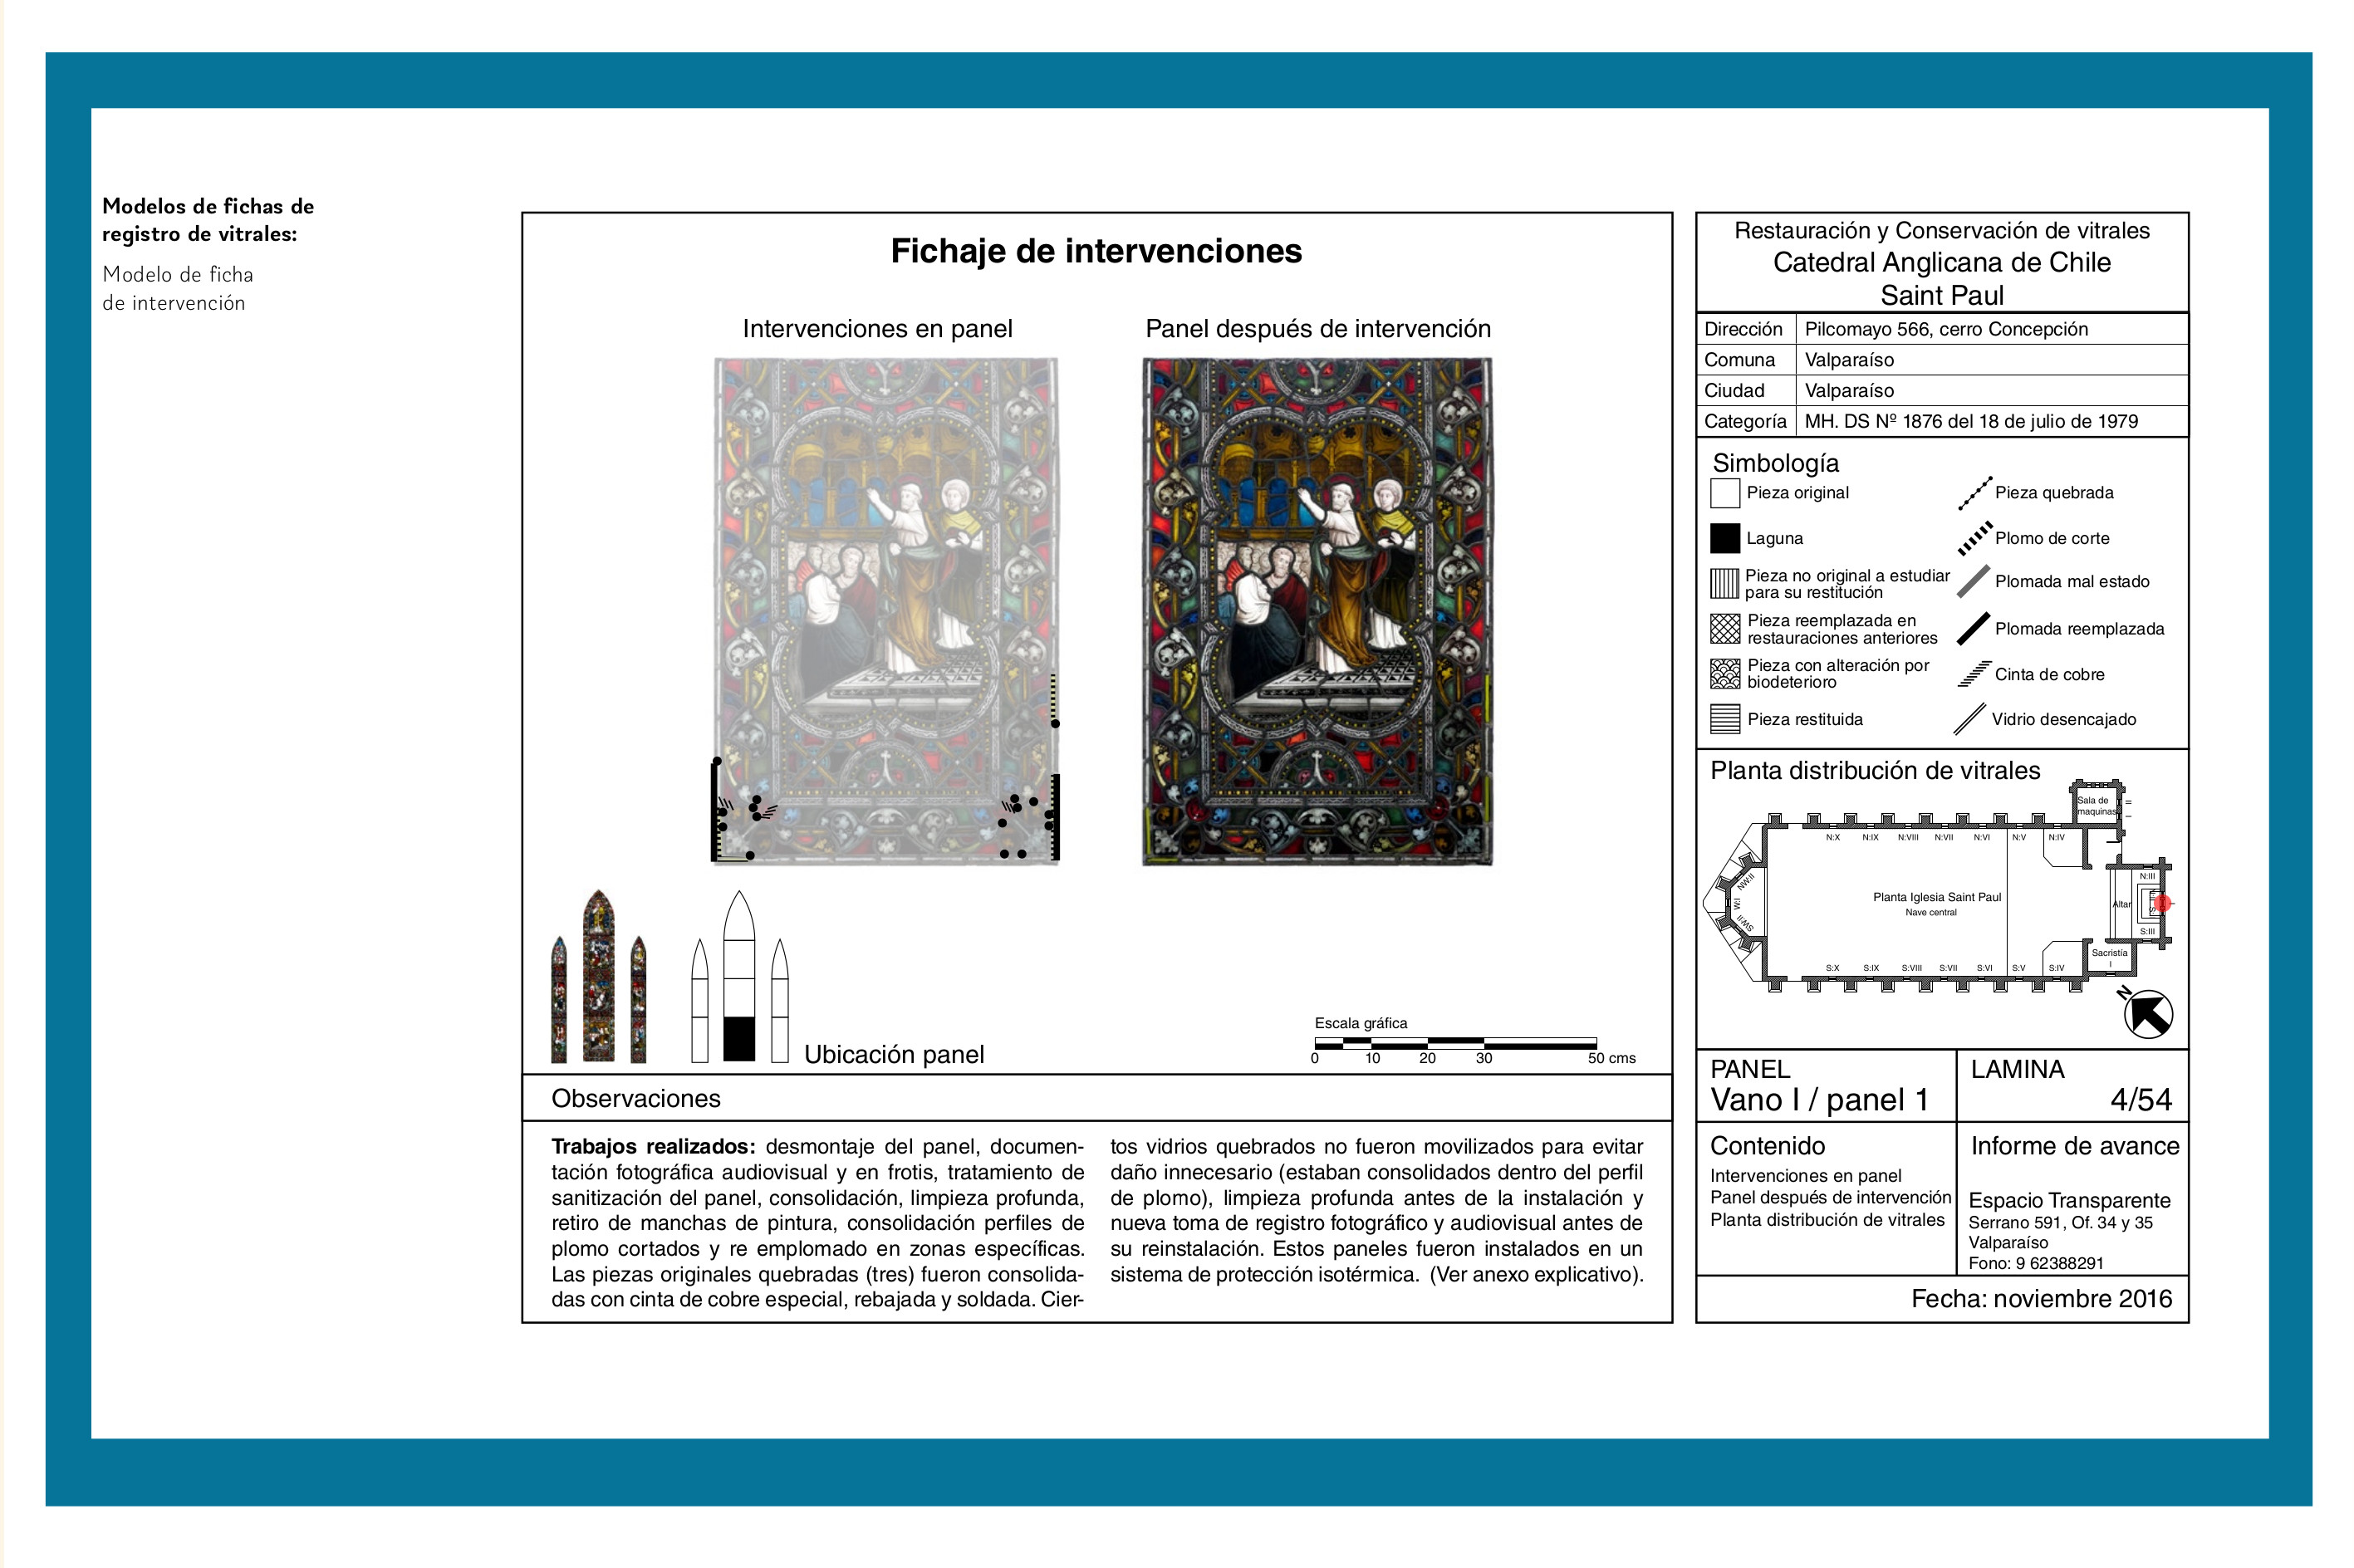 Modelos de fichas de
registro de vitrales:
Modelo de ficha
de intervención
Fichaje de intervenciones
Intervenciones en panel
Panel después de intervención
Ubicación panel
Escala gráfica
0 10 20 30 50 cms
Observaciones
Trabajos realizados: desmontaje del panel, documen-
tación fotográfica audiovisual y en frotis, tratamiento de
sanitización del panel, consolidación, limpieza profunda,
retiro de manchas de pintura, consolidación perfiles de
plomo cortados y re emplomado en zonas específicas.
Las piezas originales quebradas (tres) fueron consolida-
das con cinta de cobre especial, rebajada y soldada. Cier-
tos vidrios quebrados no fueron movilizados para evitar
daño innecesario (estaban consolidados dentro del perfil
de plomo), limpieza profunda antes de la instalación y
nueva toma de registro fotográfico y audiovisual antes de
su reinstalación. Estos paneles fueron instalados en un
sistema de protección isotérmica. (Ver anexo explicativo).
Restauración y Conservación de vitrales
Catedral Anglicana de Chile
Saint Paul
Dirección Pilcomayo 566, cerro Concepción
Comuna Valparaíso
Ciudad Valparaíso
Categoría MH. DS Nº 1876 del 18 de julio de 1979
Simbología
Pieza original
Laguna
Pieza no original a estudiar
para su restitución
Pieza reemplazada en
restauraciones anteriores
Pieza con alteración por
biodeterioro
Pieza restituida
Pieza quebrada
Plomo de corte
Plomada mal estado
Plomada reemplazada
Cinta de cobre
Vidrio desencajado
Planta distribución de vitrales
Sala de
maquinas
II
I
N:X N:IX N:VIII N:VII N:VI N:V N:IV
N:III
NW:II
W:I
SW:II
Planta Iglesia Saint Paul
Nave central
Altar
S:III
Sacristía
I
S:X S:IX S:VIII S:VII S:VI S:V S:IV
N
PANEL
Vano I / panel 1
LAMINA
4/54
Contenido
Intervenciones en panel
Panel después de intervención
Planta distribución de vitrales
Informe de avance
Espacio Transparente
Serrano 591, Of. 34 y 35
Valparaíso
Fono: 9 62388291
Fecha: noviembre 2016